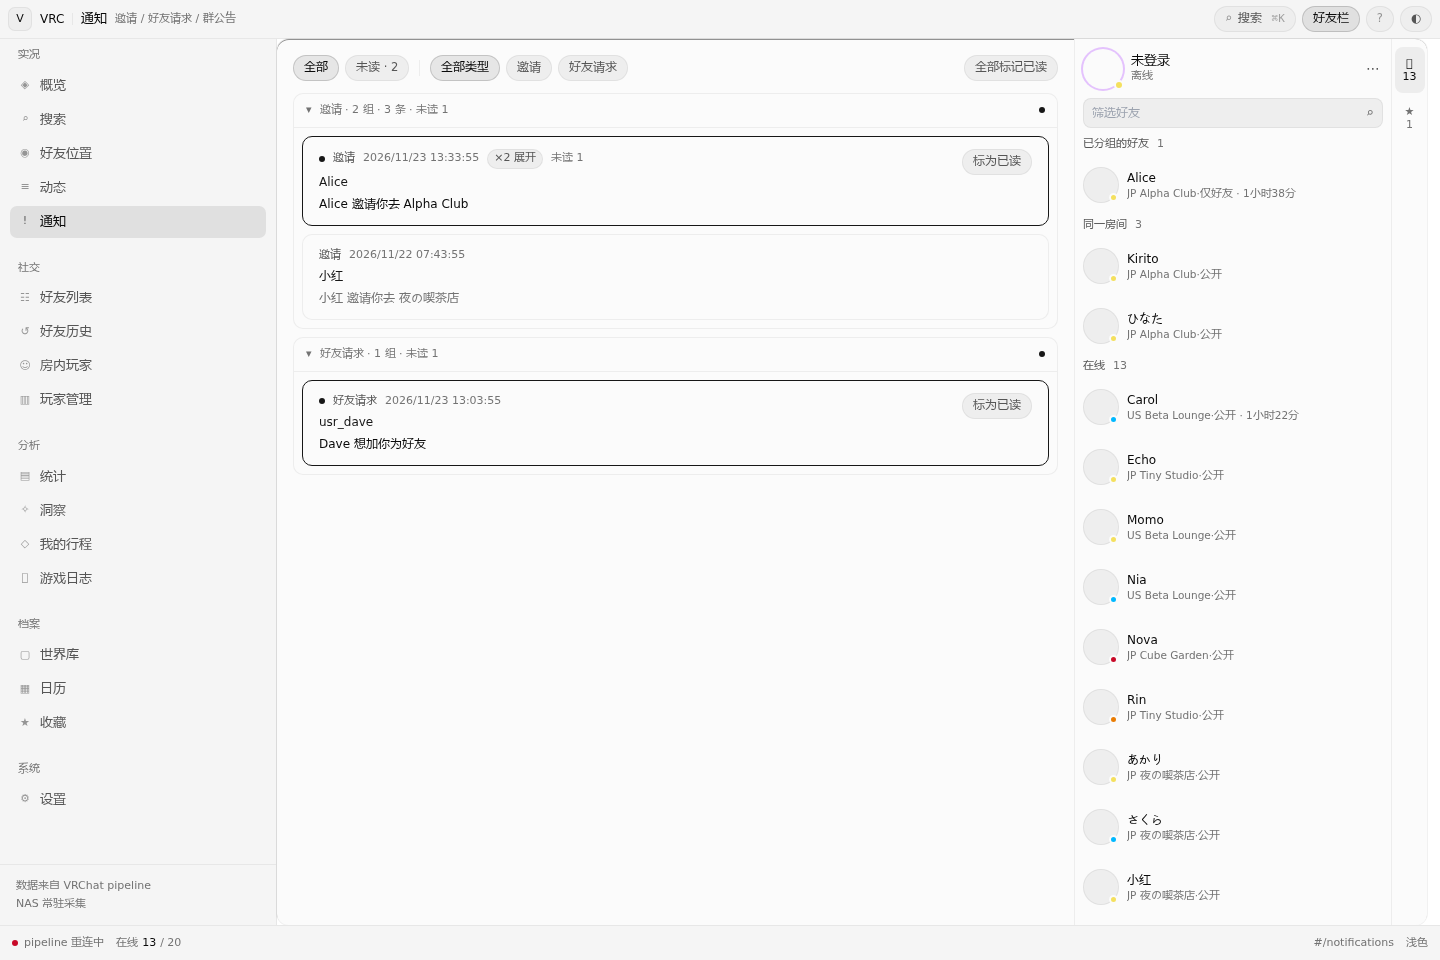 V VRC 通知 邀请 / 好友请求 / 群公告
搜索 ⌘K 好友栏 ?
实况
概览
搜索
好友位置
动态
! 通知
社交
好友列表
好友历史
房内玩家
玩家管理
分析
统计
洞察
我的行程
游戏日志
档案
世界库
日历
收藏
系统
设置
数据来自 VRChat pipeline
NAS 常驻采集
全部 未读 · 2 全部类型 邀请 好友请求 全部标记已读
邀请 · 2 组 · 3 条 · 未读 1
邀请 2026/11/23 13:33:55 ×2 展开 未读 1 标为已读
Alice
Alice 邀请你去 Alpha Club
邀请 2026/11/22 07:43:55
小红
小红 邀请你去 夜の喫茶店
好友请求 · 1 组 · 未读 1
好友请求 2026/11/23 13:03:55 标为已读
usr_dave
Dave 想加你为好友
未登录
离线
...
筛选好友
已分组的好友 1
Alice
JP Alpha Club·仅好友 · 1小时38分
同一房间 3
Kirito
JP Alpha Club·公开
ひなた
JP Alpha Club·公开
在线 13
Carol
US Beta Lounge·公开 · 1小时22分
Echo
JP Tiny Studio·公开
Momo
US Beta Lounge·公开
Nia
US Beta Lounge·公开
Nova
JP Cube Garden·公开
Rin
JP Tiny Studio·公开
あかり
JP 夜の喫茶店·公开
さくら
JP 夜の喫茶店·公开
小红
JP 夜の喫茶店·公开
13
★
1
pipeline 重连中 在线 13 / 20
#/notifications 浅色